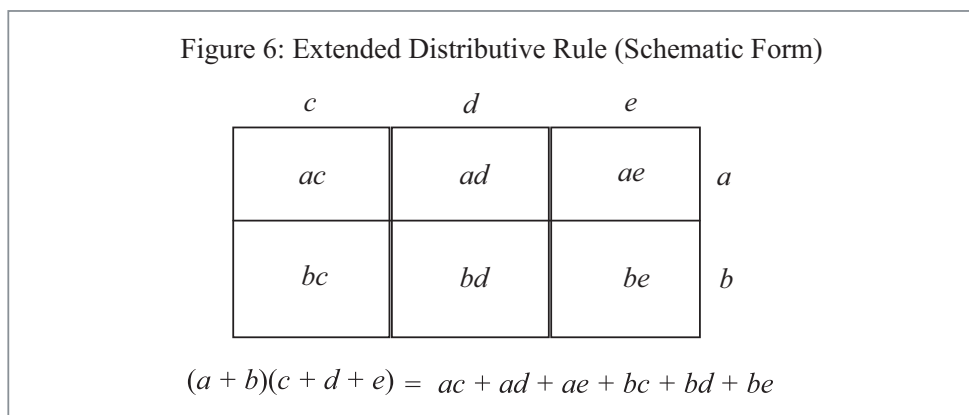 Figure 6: Extended Distributive Rule (Schematic Form)
c d e
ac ad ae a
bc bd be b
(a + b)(c + d + e) = ac + ad + ae + bc + bd + be